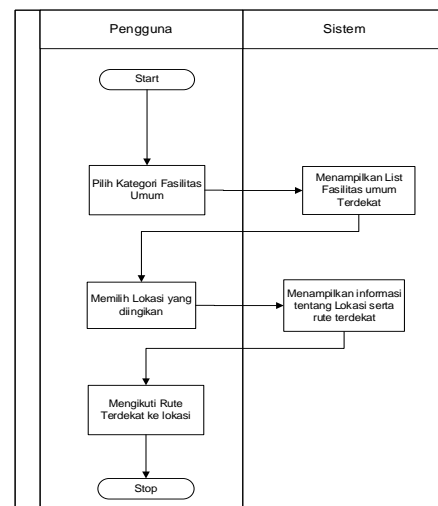 Pengguna
Sistem
Start
Pilih Kategori Fasilitas
Umum
Menampilkan List
Fasilitas umum
Terdekat
Memilih Lokasi yang
diingikan
Menampilkan informasi
tentang Lokasi serta
rute terdekat
Mengikuti Rute
Terdekat ke lokasi
Stop